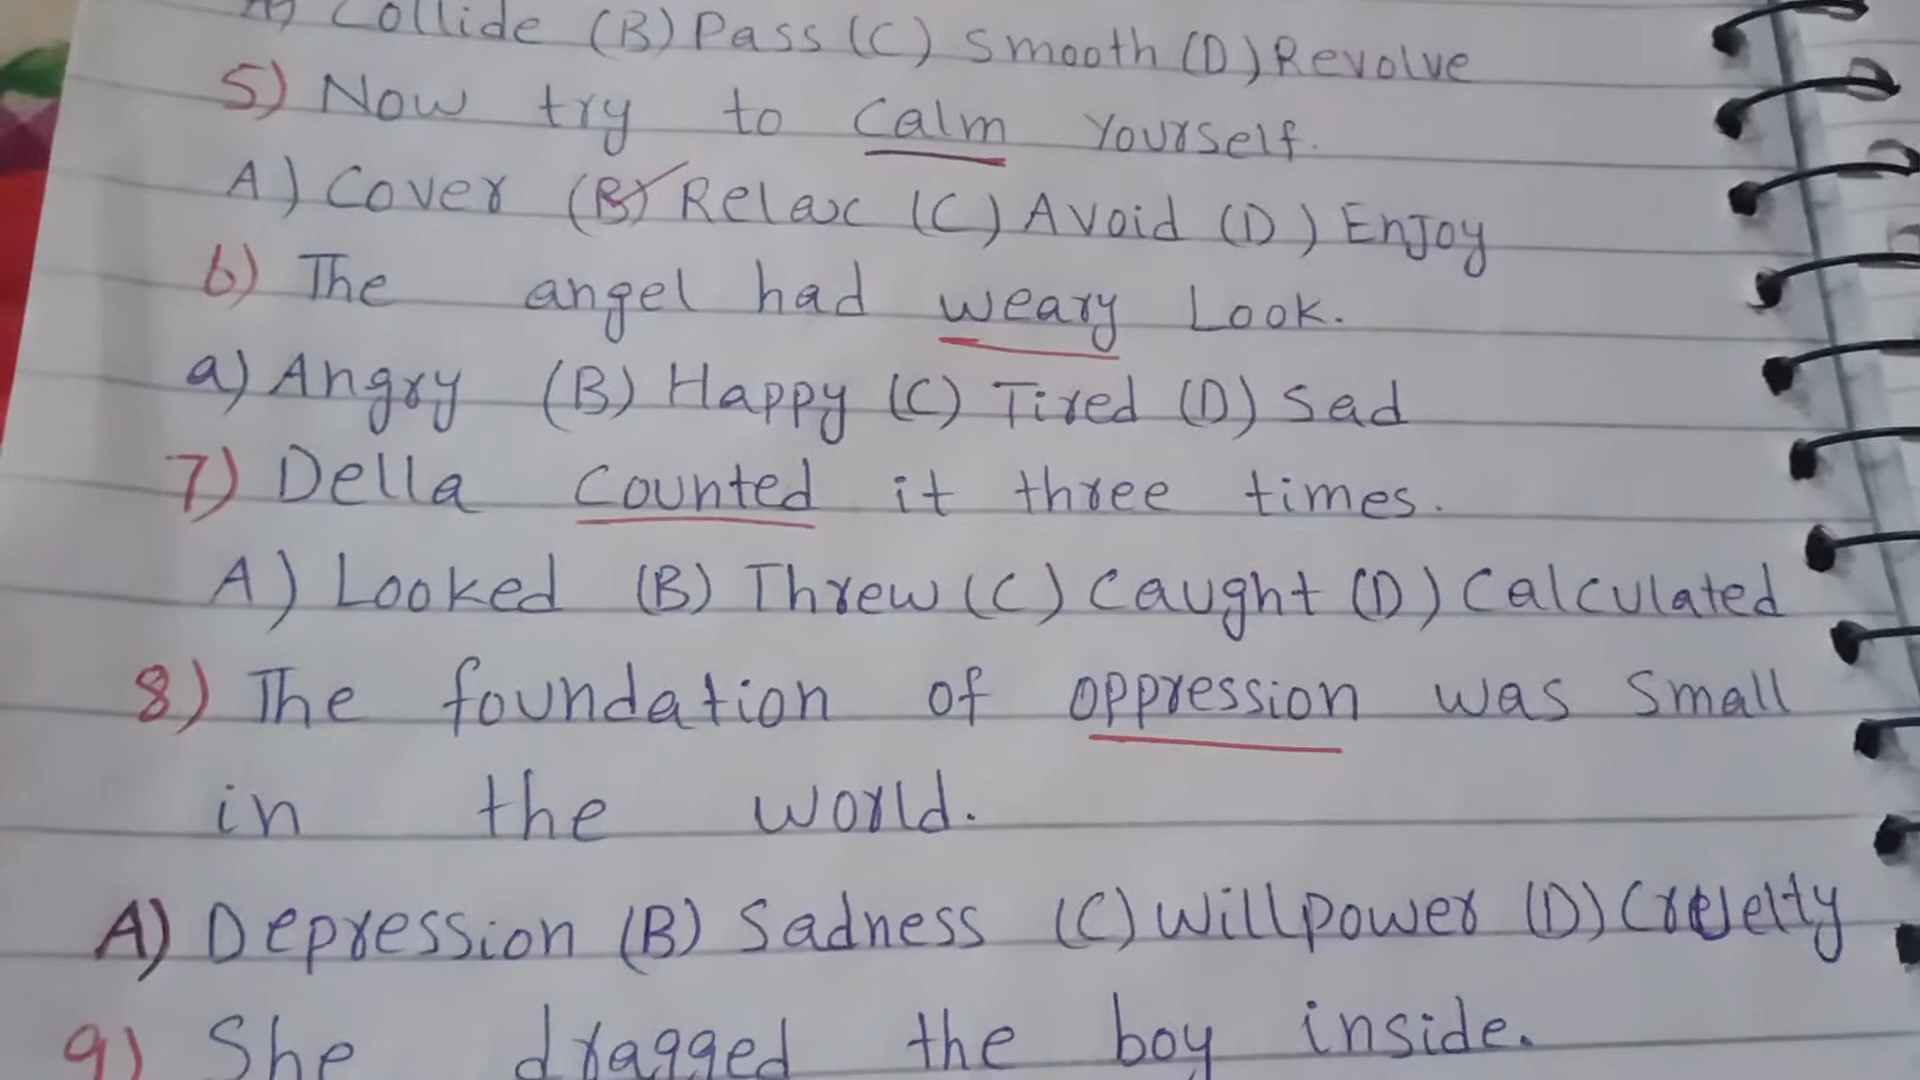 A) Collide (B) Pass (C) Smooth (D) Revolve
5) Now try to calm Yourself.
A) Cover (B) Relax (C) Avoid (D) Enjoy
6) The angel had weary Look.
a) Angry (B) Happy (C) Tired (D) Sad
7) Della counted it three times.
A) Looked (B) Threw (C) Caught (D) Calculated
8) The foundation of oppression was small
in the world.
A) Depression (B) Sadness (C) Willpower (D) Cruelty
9) She dragged the boy inside.